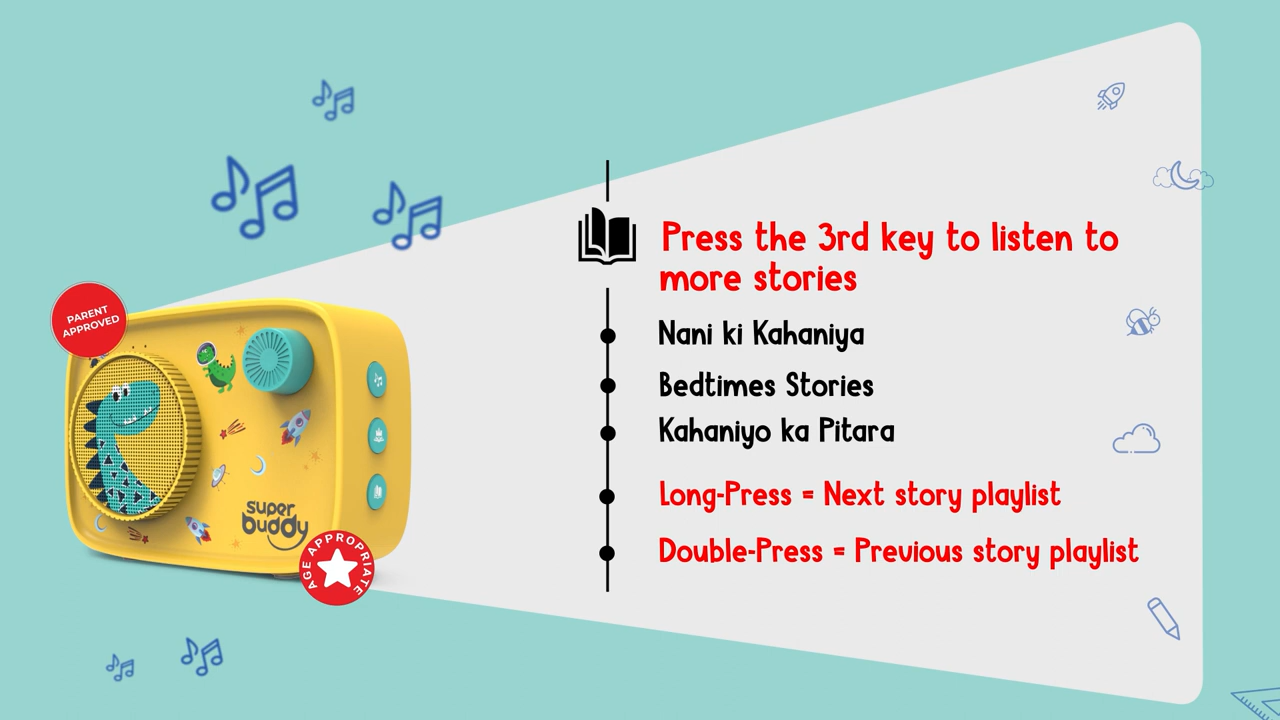 Press the 3rd key to listen to
more stories
Nani ki Kahaniya
Bedtimes Stories
Kahaniyo ka Pitara
Long-Press = Next story playlist
Double-Press = Previous story playlist
PARENT
APPROVED
super
buddy
AGE APPROPRIATE